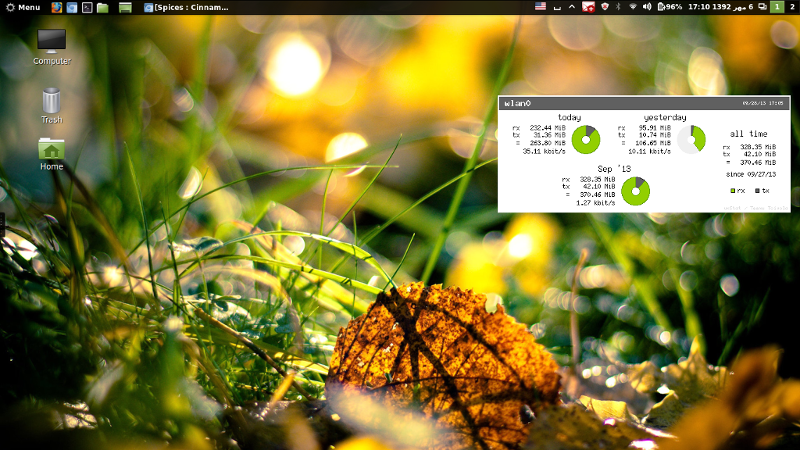 Menu
[Spices : Cinnam...
96%
17:10 1392 مهر 6
1
2
Computer
Trash
Home
wlan0
09/28/13 17:05
today
rx 232.44 MiB
tx 31.36 MiB
= 263.80 MiB
35.11 kbit/s
yesterday
rx 95.91 MiB
tx 10.74 MiB
= 106.65 MiB
10.11 kbit/s
Sep '13
rx 328.35 MiB
tx 42.10 MiB
= 370.46 MiB
1.27 kbit/s
all time
rx 328.35 MiB
tx 42.10 MiB
= 370.46 MiB
since 09/27/13
rx tx